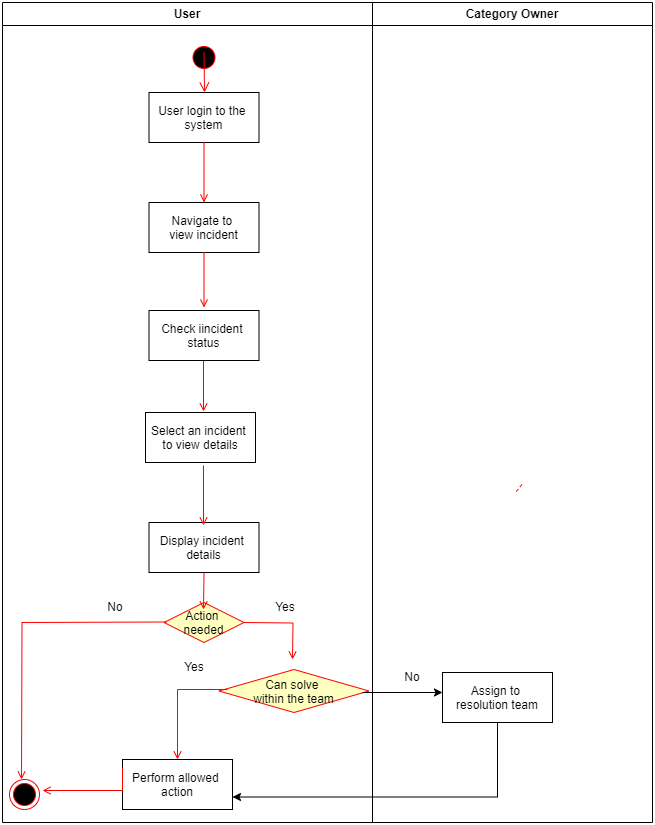 User
Category Owner
User login to the
system
Navigate to
view incident
Check iincident
status
Select an incident
to view details
Display incident
details
No
Action
needed
Yes
Yes
Can solve
within the team
No
Assign to
resolution team
Perform allowed
action